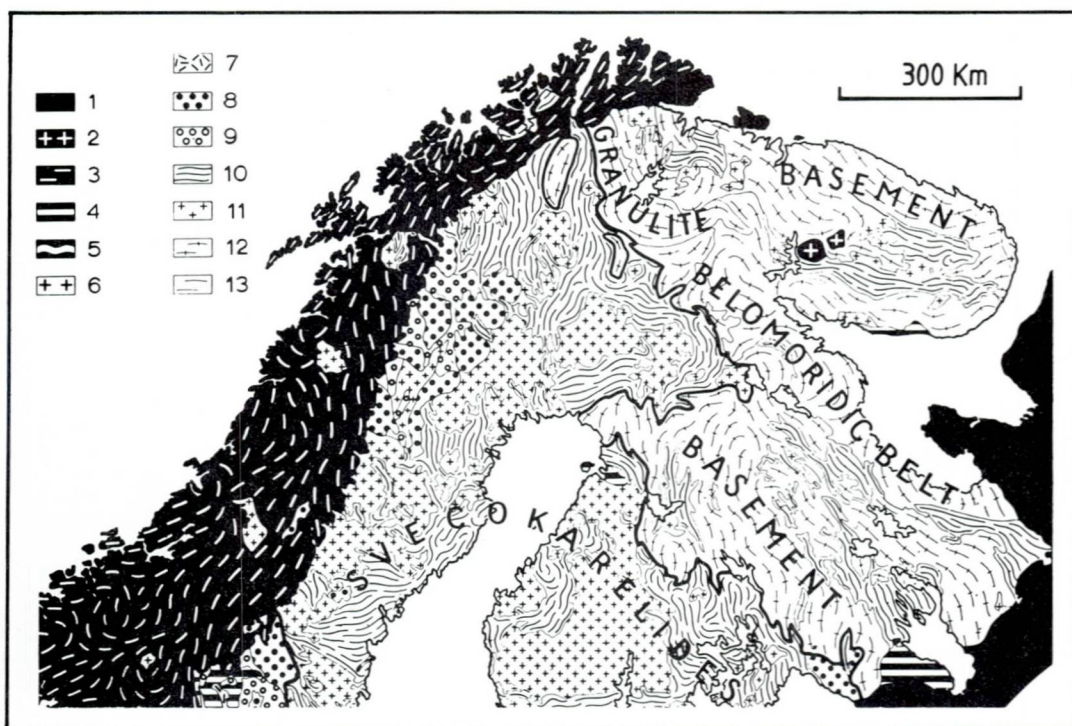 1
2
3
4
5
6
7
8
9
10
11
12
13
300 Km
BASEMENT
GRANULITE
BELOMORIDIC BELT
BASEMENT
SVECOKARELIDES